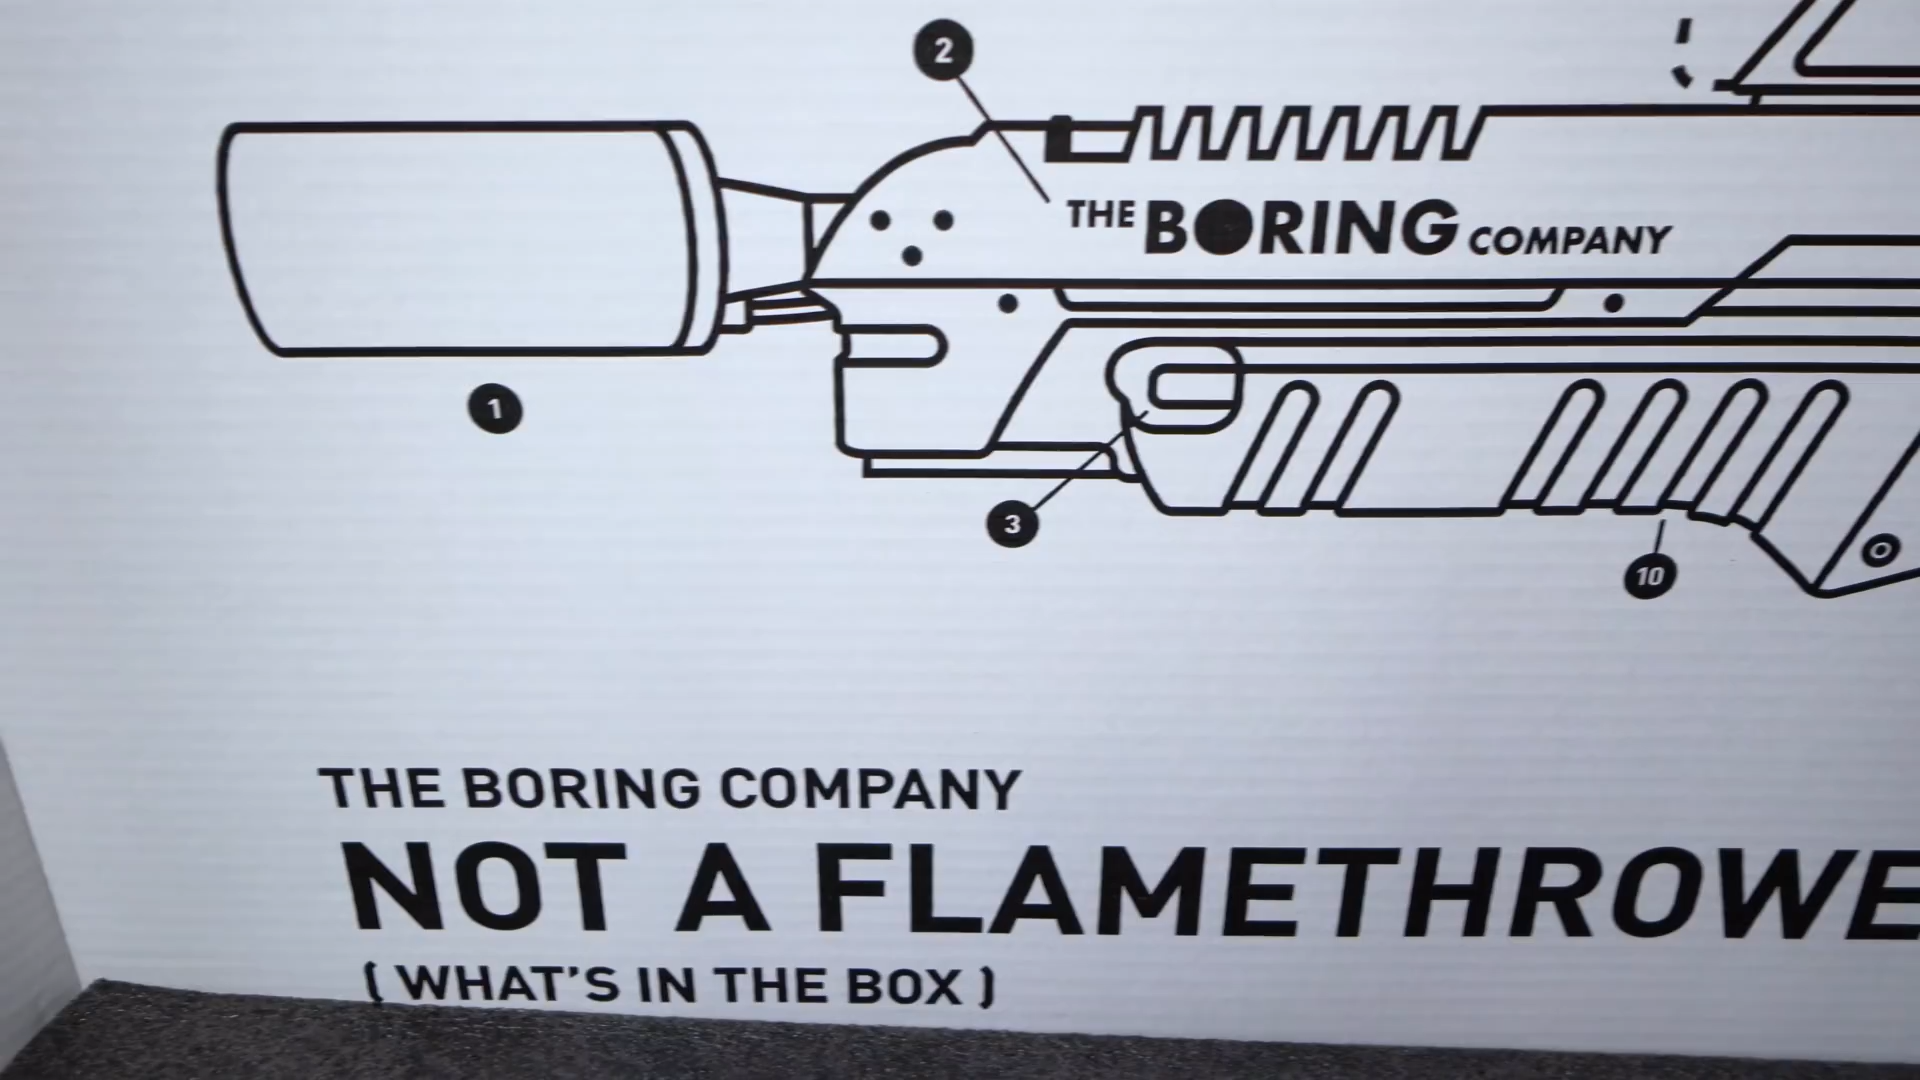 2
THE BORING COMPANY
1
3
10
THE BORING COMPANY
NOT A FLAMETHROWE
( WHAT'S IN THE BOX )